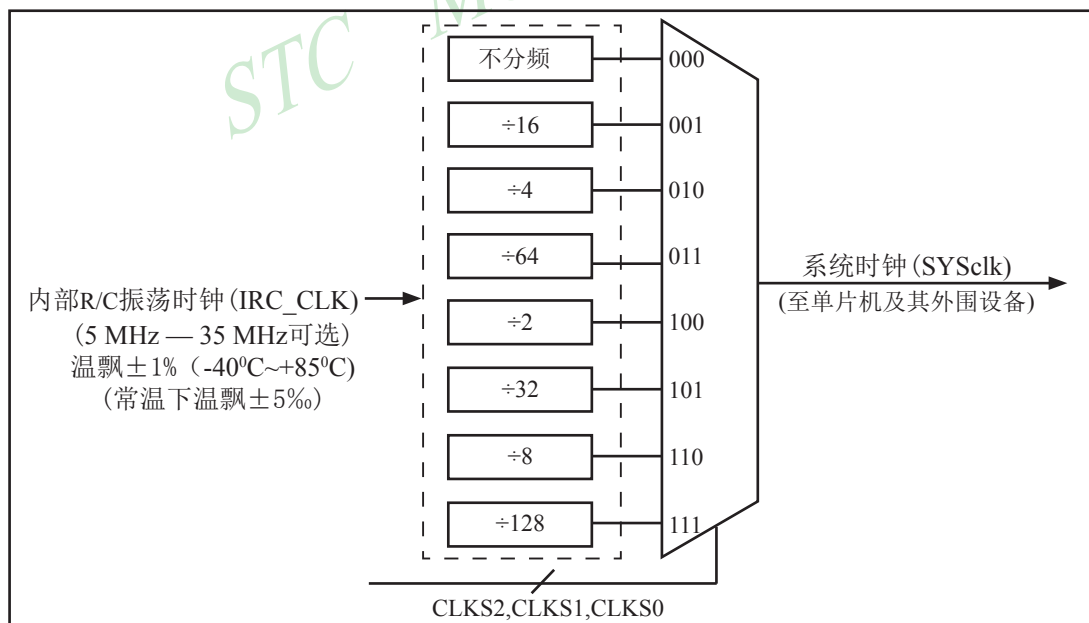 STC M
不分频
000
÷16
001
÷4
010
÷64
011
÷2
100
÷32
101
÷8
110
÷128
111
内部R/C振荡时钟(IRC_CLK)
(5 MHz — 35 MHz可选)
温飘±1% (-40⁰C~+85⁰C)
(常温下温飘±5‰)
系统时钟(SYSclk)
(至单片机及其外围设备)
CLKS2,CLKS1,CLKS0